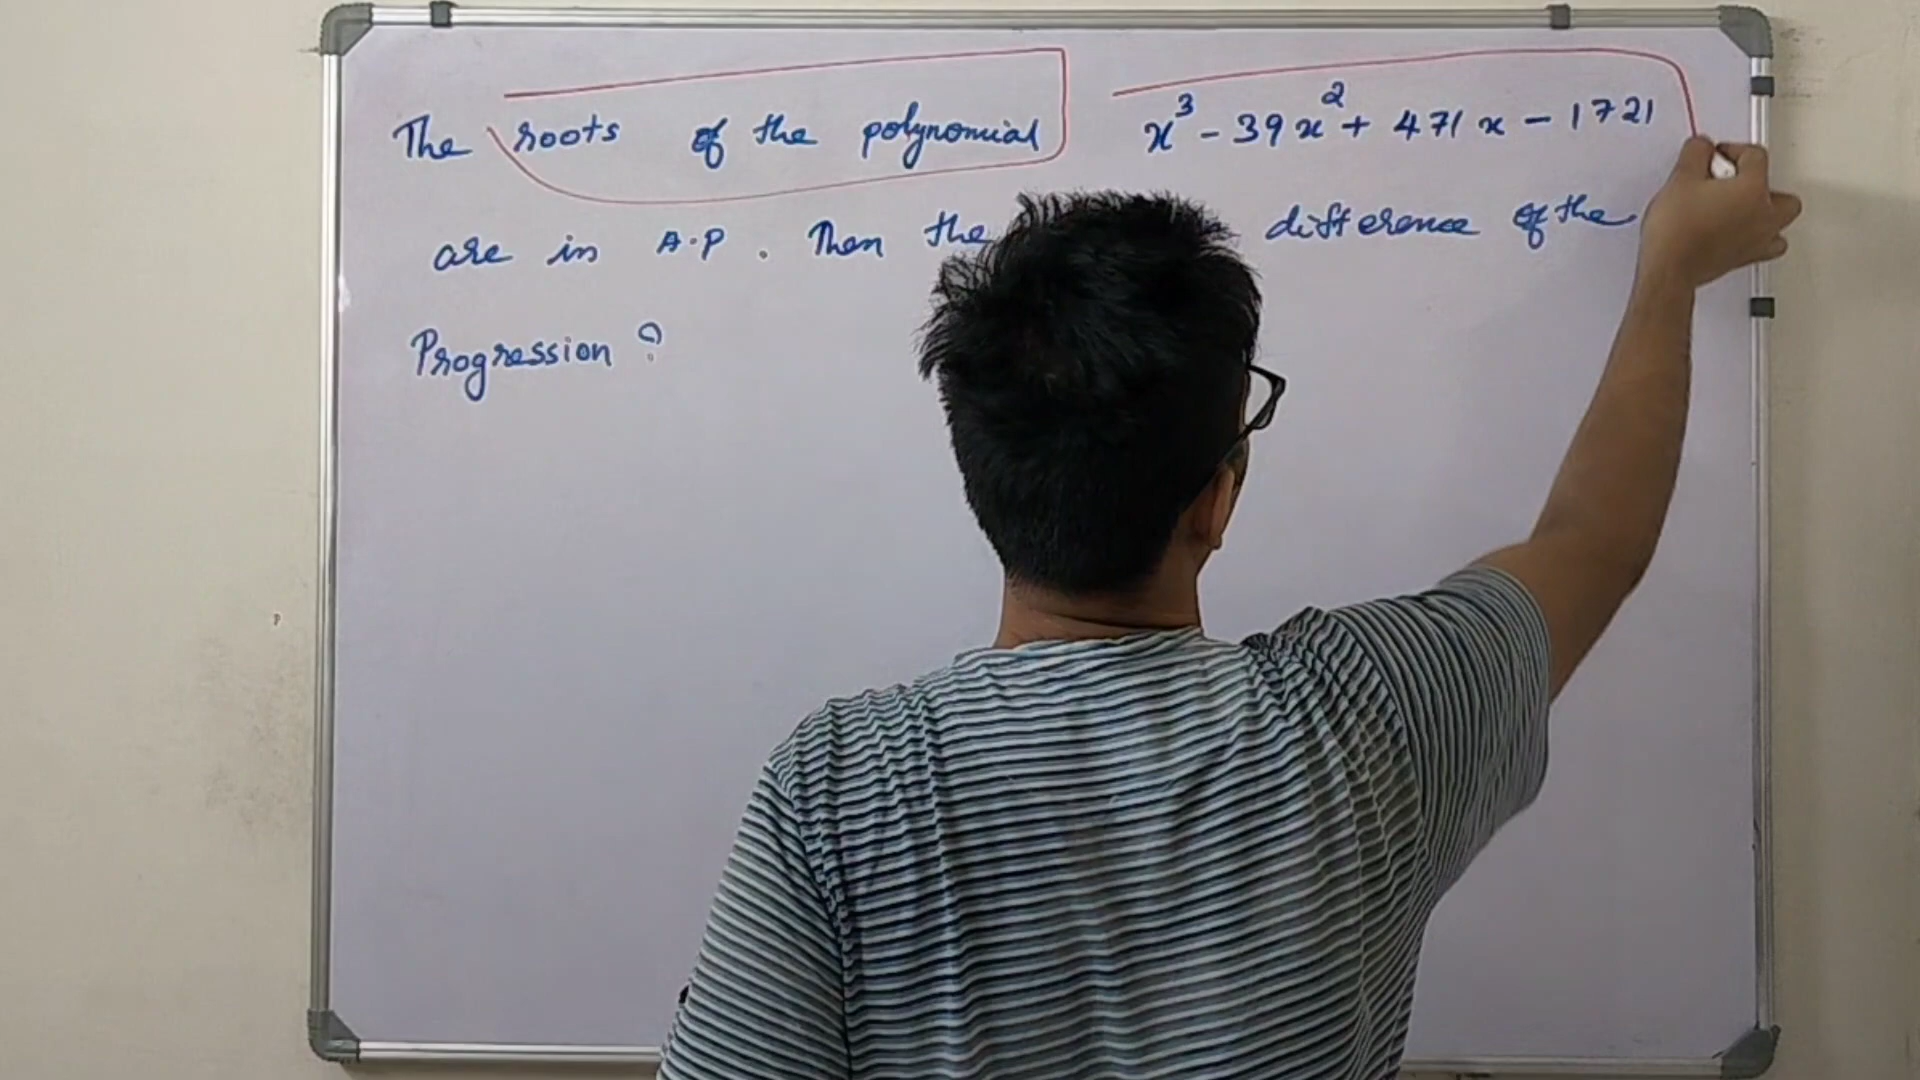 The roots of the polynomial x³ - 39x² + 471x - 1721
are in A.P. Then the difference of the
Progression ?